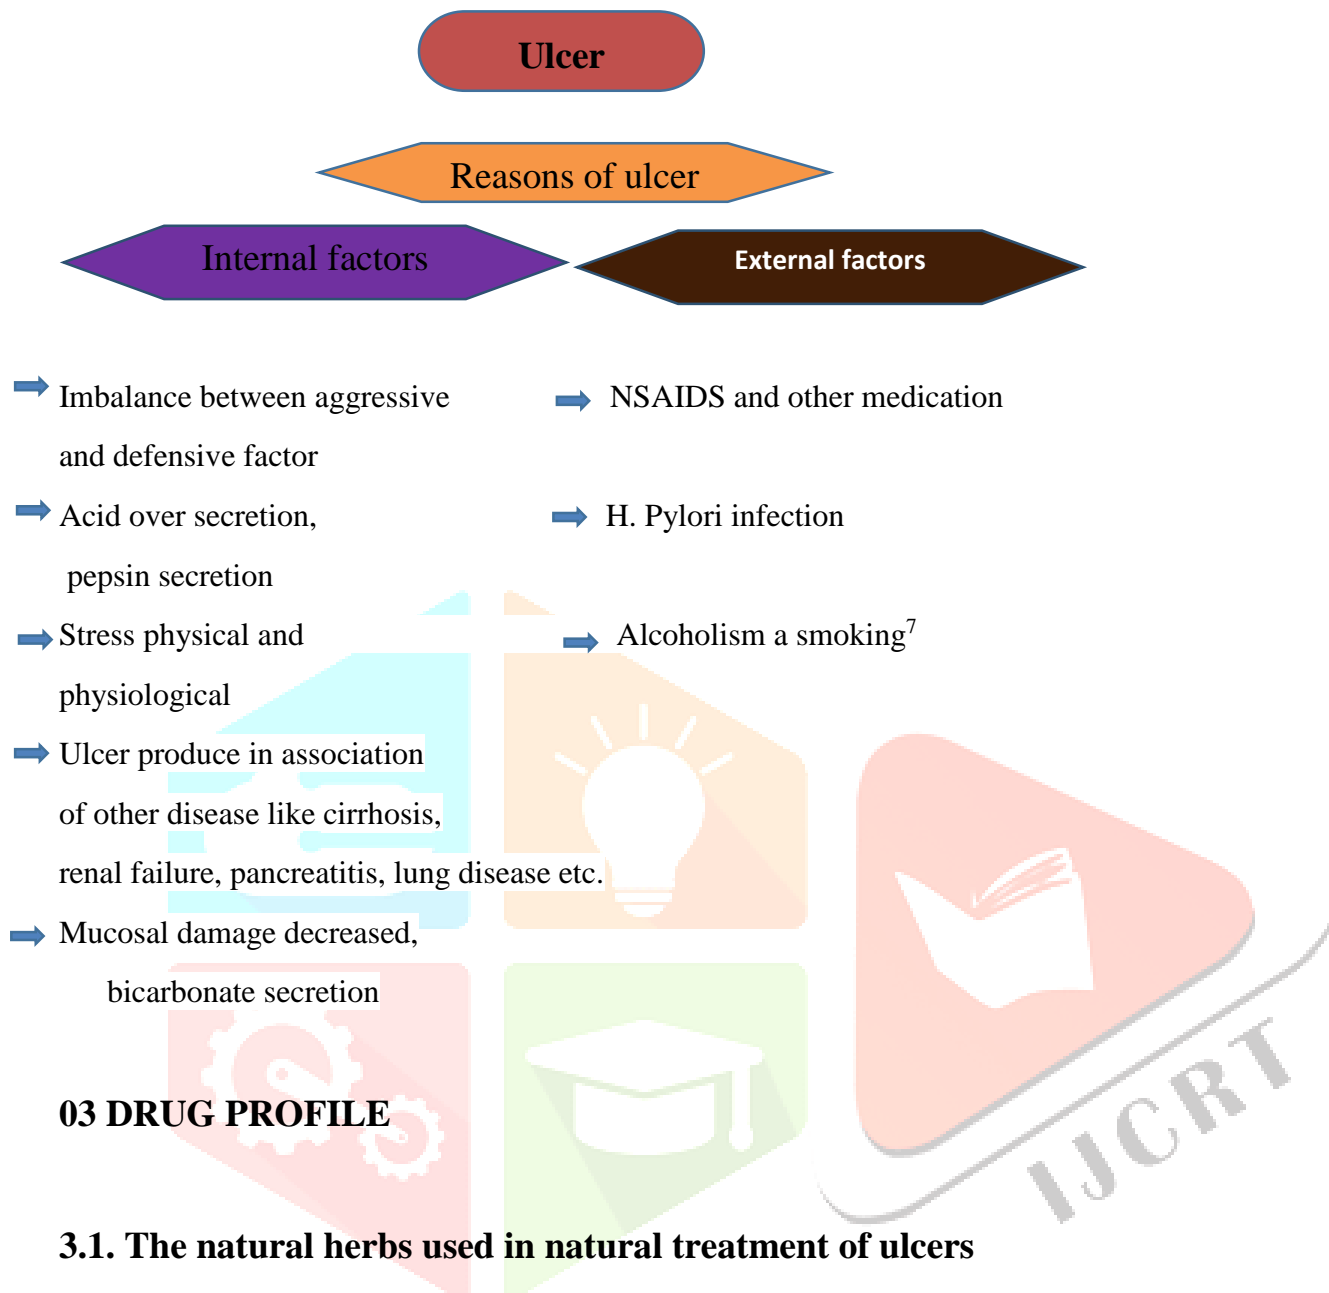 Ulcer
Reasons of ulcer
Internal factors
External factors
Imbalance between aggressive
and defensive factor
Acid over secretion,
pepsin secretion
Stress physical and
physiological
Ulcer produce in association
of other disease like cirrhosis,
renal failure, pancreatitis, lung disease etc.
Mucosal damage decreased,
bicarbonate secretion
NSAIDS and other medication
H. Pylori infection
Alcoholism a smoking⁷
03 DRUG PROFILE
3.1. The natural herbs used in natural treatment of ulcers
IJCRT